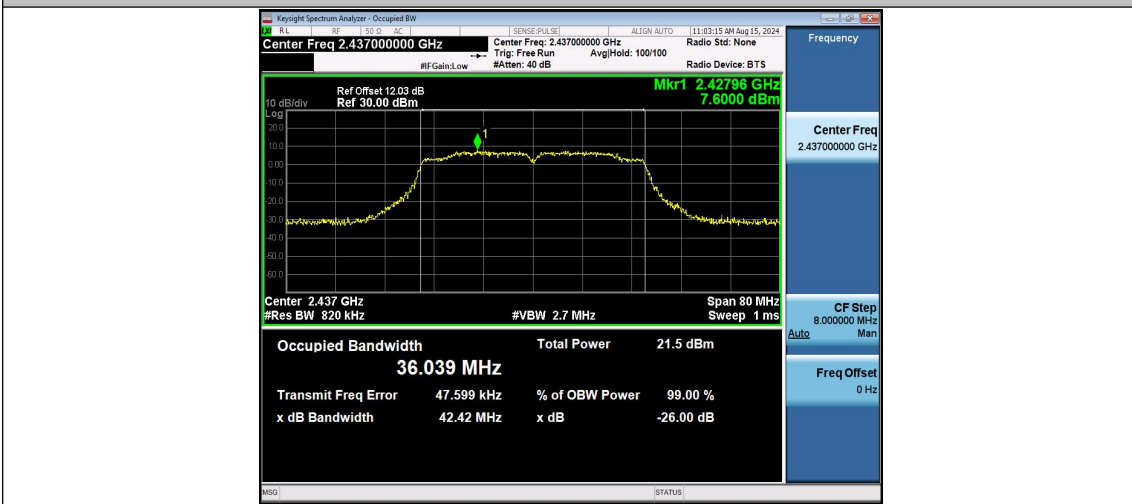 Keysight Spectrum Analyzer - Occupied BW
RL RF 50 Ω AC SENSE:PULSE ALIGN AUTO 11:03:15 AM Aug 15, 2024
Center Freq 2.437000000 GHz
Center Freq: 2.437000000 GHz
Radio Std: None
Trig: Free Run Avg|Hold: 100/100
#IFGain:Low #Atten: 40 dB Radio Device: BTS
Frequency
Mkr1 2.42796 GHz
7.6000 dBm
Ref Offset 12.03 dB
10 dB/div Ref 30.00 dBm
Log
20.0
10.0
0.00
-10.0
-20.0
-30.0
-40.0
-50.0
-60.0
1
Center 2.437 GHz Span 80 MHz
#Res BW 820 kHz #VBW 2.7 MHz Sweep 1 ms
Occupied Bandwidth Total Power 21.5 dBm
36.039 MHz
Transmit Freq Error 47.599 kHz % of OBW Power 99.00 %
x dB Bandwidth 42.42 MHz x dB -26.00 dB
Center Freq
2.437000000 GHz
CF Step
8.000000 MHz
Auto Man
Freq Offset
0 Hz
MSG STATUS